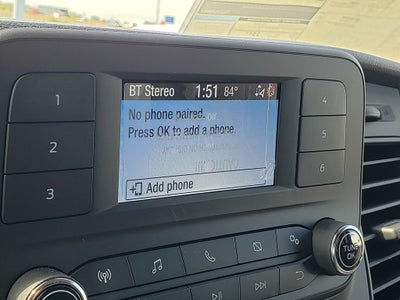 BT Stereo 1:51 84°
No phone paired.
Press OK to add a phone.
Add phone
1
2
3
4
5
6
TUNE
OK